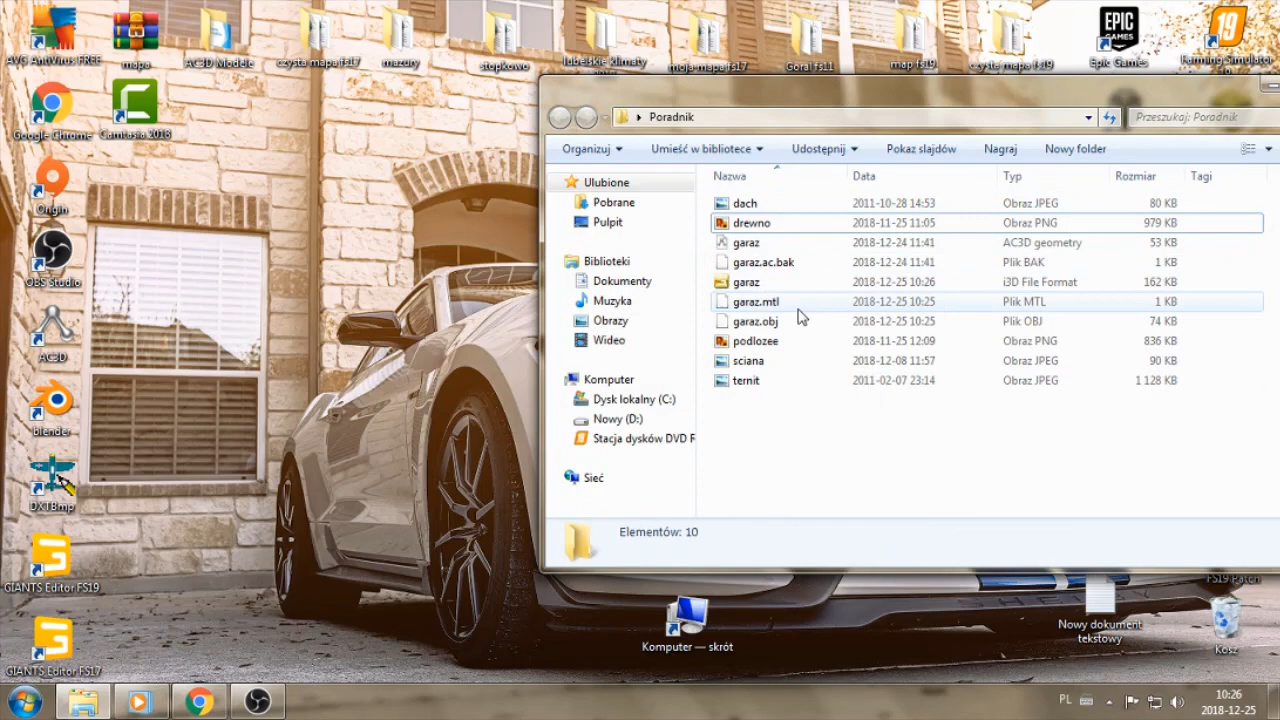 AVG AntiVirus FREE
mapa
AC3D Modele
czysta mapa fs17
mazury
stopkowo
lubelskie klimaty
moja mapa fs17
Goral fs11
map fs19
czysta mapa fs19
EPIC
GAMES
Epic Games
19
Farming Simulator
Google Chrome
Camtasia 2018
Origin
OBS Studio
AC3D
blender
DXTBmp
GIANTS Editor FS19
GIANTS Editor FS17
Poradnik
Przeszukaj: Poradnik
Organizuj
Umieść w bibliotece
Udostępnij
Pokaz slajdów
Nagraj
Nowy folder
Ulubione
Pobrane
Pulpit
Biblioteki
Dokumenty
Muzyka
Obrazy
Wideo
Komputer
Dysk lokalny (C:)
Nowy (D:)
Stacja dysków DVD R
Sieć
Nazwa Data Typ Rozmiar Tagi
dach 2011-10-28 14:53 Obraz JPEG 80 KB
drewno 2018-11-25 11:05 Obraz PNG 979 KB
garaz 2018-12-24 11:41 AC3D geometry 53 KB
garaz.ac.bak 2018-12-24 11:41 Plik BAK 1 KB
garaz 2018-12-25 10:26 i3D File Format 162 KB
garaz.mtl 2018-12-25 10:25 Plik MTL 1 KB
garaz.obj 2018-12-25 10:25 Plik OBJ 74 KB
podlozee 2018-11-25 12:09 Obraz PNG 836 KB
sciana 2018-12-08 11:57 Obraz JPEG 90 KB
ternit 2011-02-07 23:14 Obraz JPEG 1 128 KB
Elementów: 10
FS19 Patch
Komputer — skrót
Nowy dokument
tekstowy
Kosz
SHELBY
PL
10:26
2018-12-25